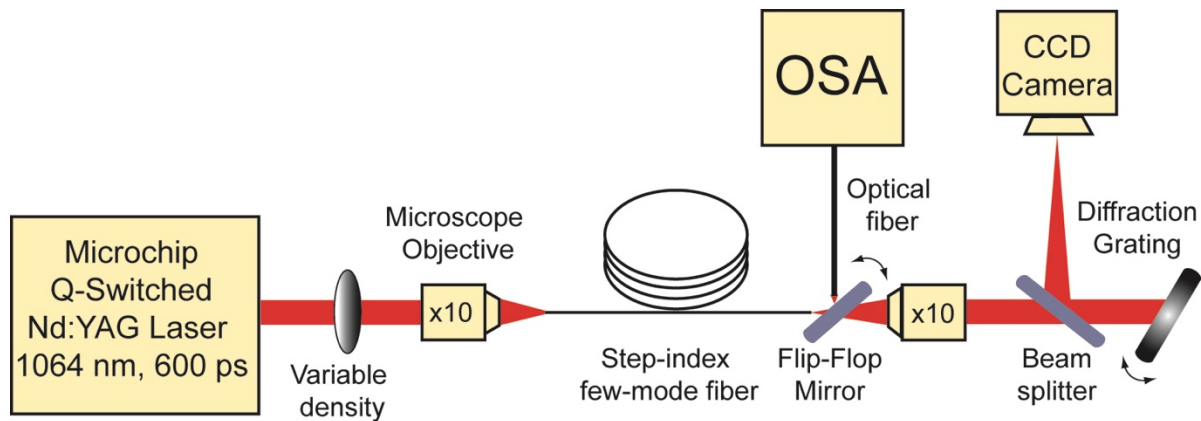 Microchip
Q-Switched
Nd:YAG Laser
1064 nm, 600 ps
Variable
density
Microscope
Objective
x10
Step-index
few-mode fiber
OSA
Optical
fiber
Flip-Flop
Mirror
x10
CCD
Camera
Beam
splitter
Diffraction
Grating